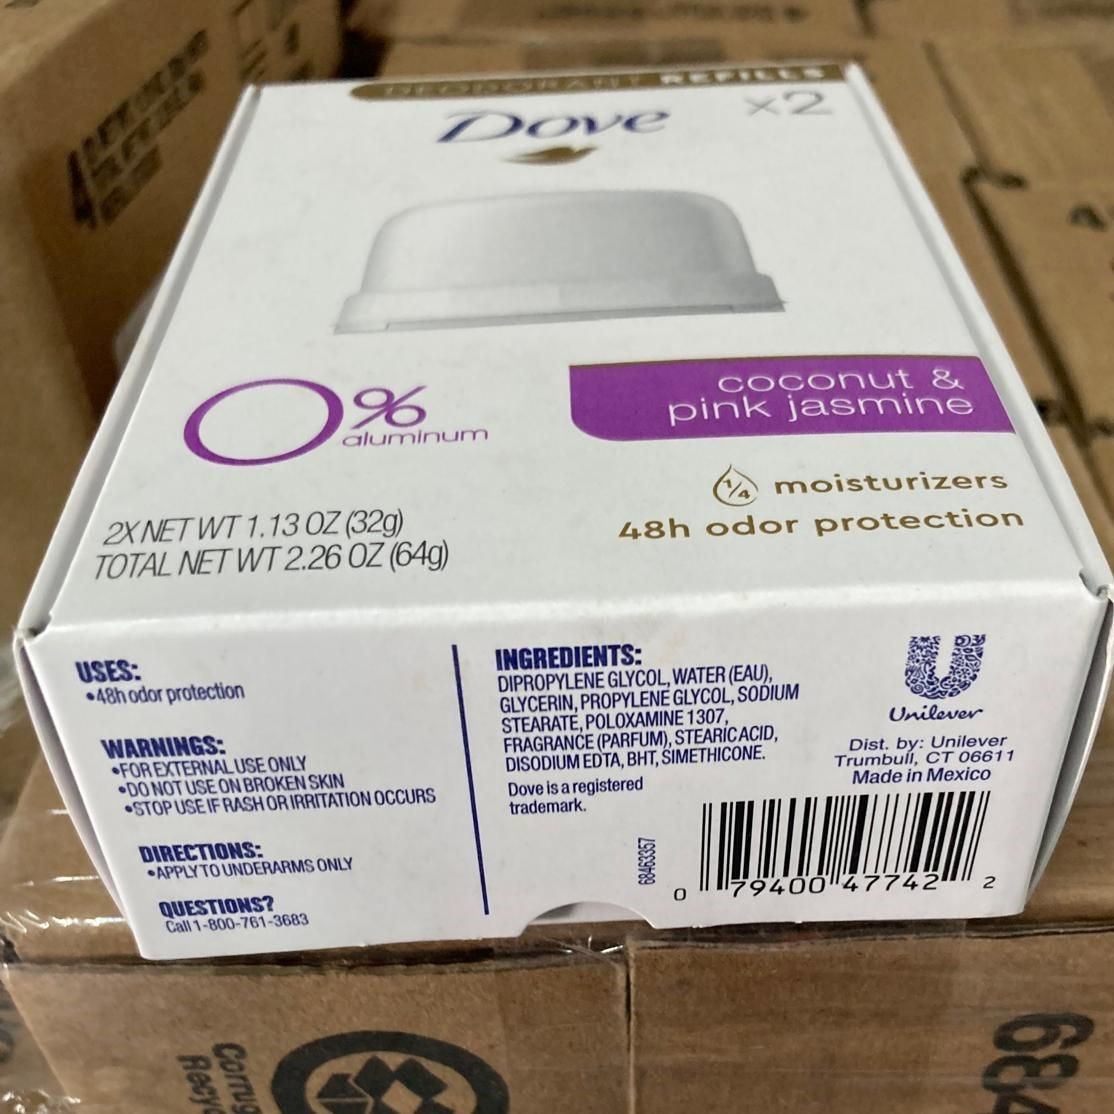 DEODORANT REFILLS
Dove
x2
0%
aluminum
coconut &
pink jasmine
1/4 moisturizers
48h odor protection
2X NET WT 1.13 OZ (32g)
TOTAL NET WT 2.26 OZ (64g)
USES:
•48h odor protection
WARNINGS:
•FOR EXTERNAL USE ONLY
•DO NOT USE ON BROKEN SKIN
•STOP USE IF RASH OR IRRITATION OCCURS
DIRECTIONS:
•APPLY TO UNDERARMS ONLY
QUESTIONS?
Call 1-800-761-3683
INGREDIENTS:
DIPROPYLENE GLYCOL, WATER (EAU),
GLYCERIN, PROPYLENE GLYCOL, SODIUM
STEARATE, POLOXAMINE 1307,
FRAGRANCE (PARFUM), STEARIC ACID,
DISODIUM EDTA, BHT, SIMETHICONE.
Dove is a registered
trademark.
68463357
Unilever
Dist. by: Unilever
Trumbull, CT 06611
Made in Mexico
0 79400 47742 2
684